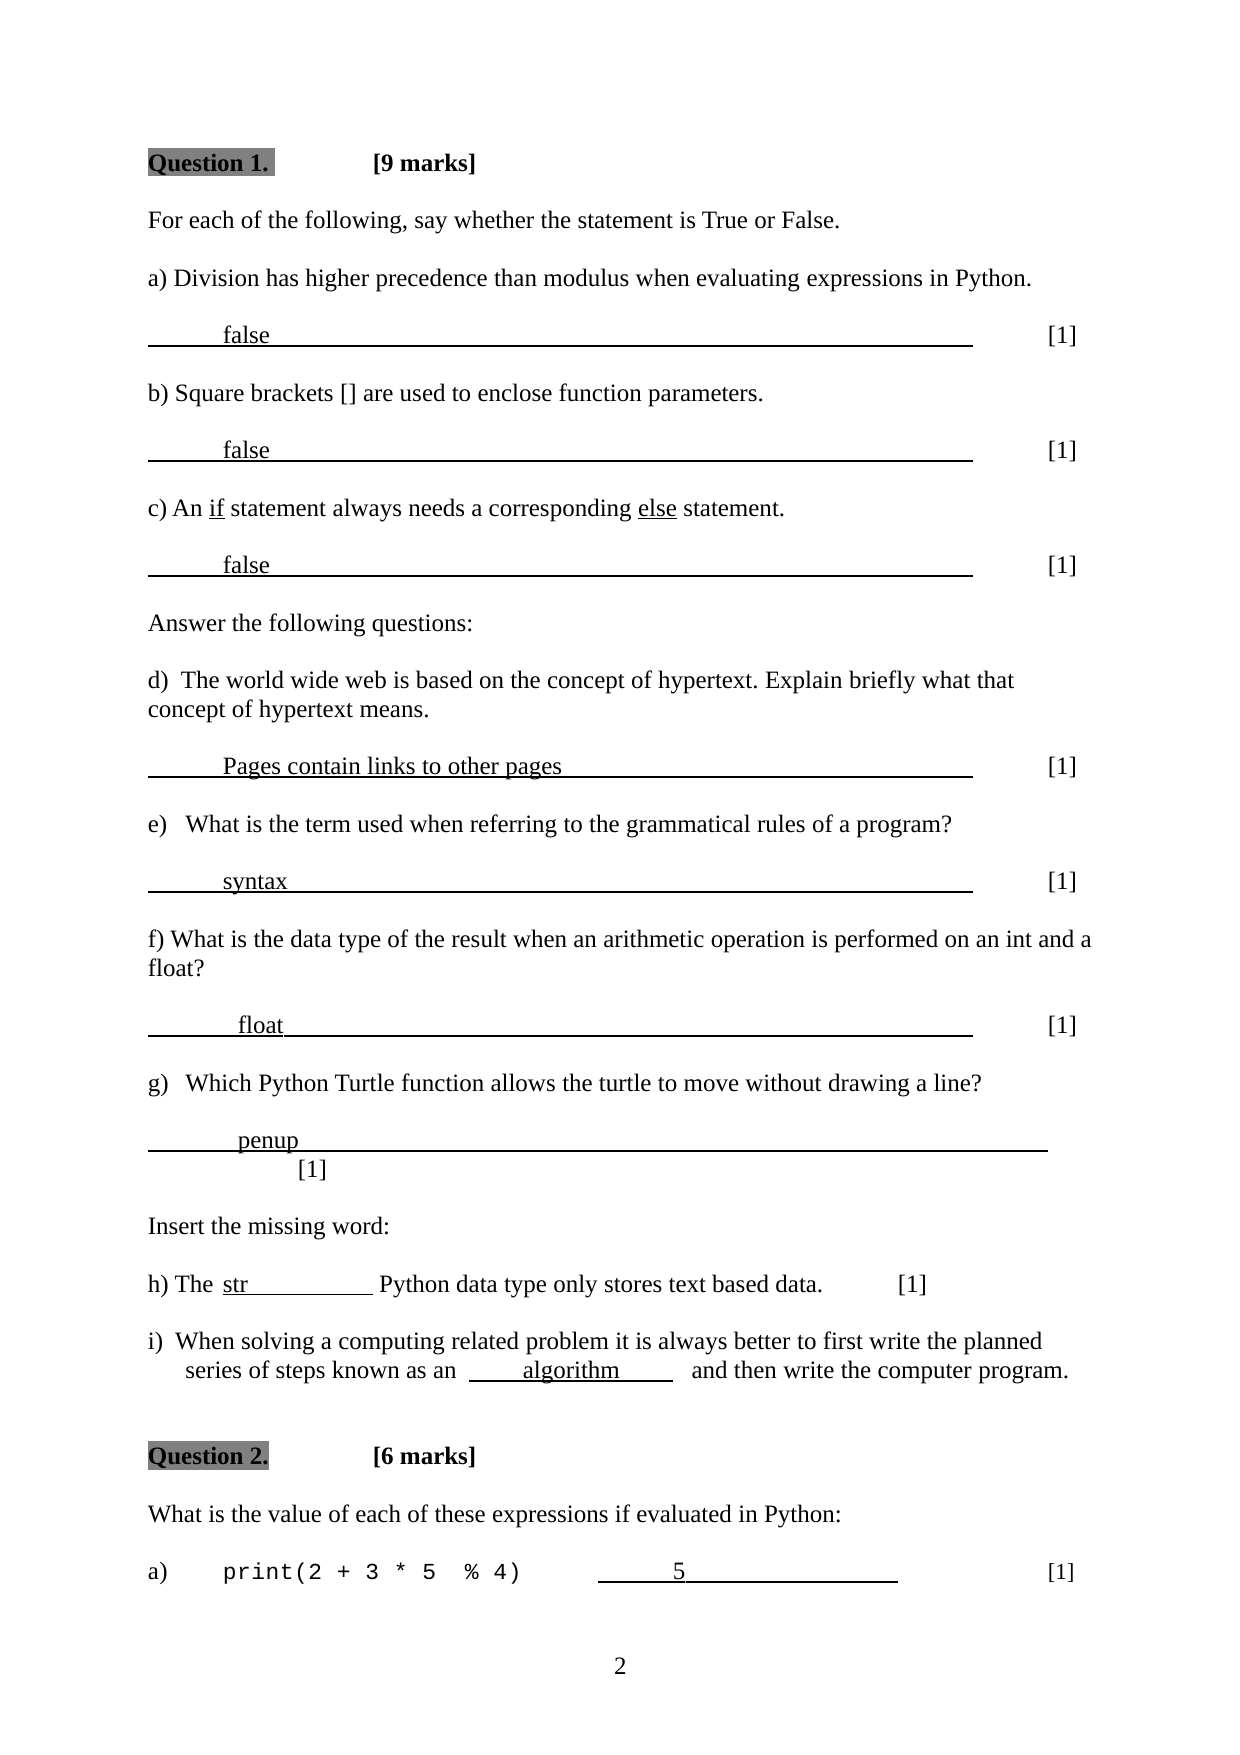 Question 1. [9 marks]
For each of the following, say whether the statement is True or False.
a) Division has higher precedence than modulus when evaluating expressions in Python.
false [1]
b) Square brackets [] are used to enclose function parameters.
false [1]
c) An if statement always needs a corresponding else statement.
false [1]
Answer the following questions:
d) The world wide web is based on the concept of hypertext. Explain briefly what that
concept of hypertext means.
Pages contain links to other pages [1]
e) What is the term used when referring to the grammatical rules of a program?
syntax [1]
f) What is the data type of the result when an arithmetic operation is performed on an int and a
float?
float [1]
g) Which Python Turtle function allows the turtle to move without drawing a line?
penup
[1]
Insert the missing word:
h) The str Python data type only stores text based data. [1]
i) When solving a computing related problem it is always better to first write the planned
series of steps known as an algorithm and then write the computer program.
Question 2. [6 marks]
What is the value of each of these expressions if evaluated in Python:
a) print(2 + 3 * 5 % 4) 5 [1]
2